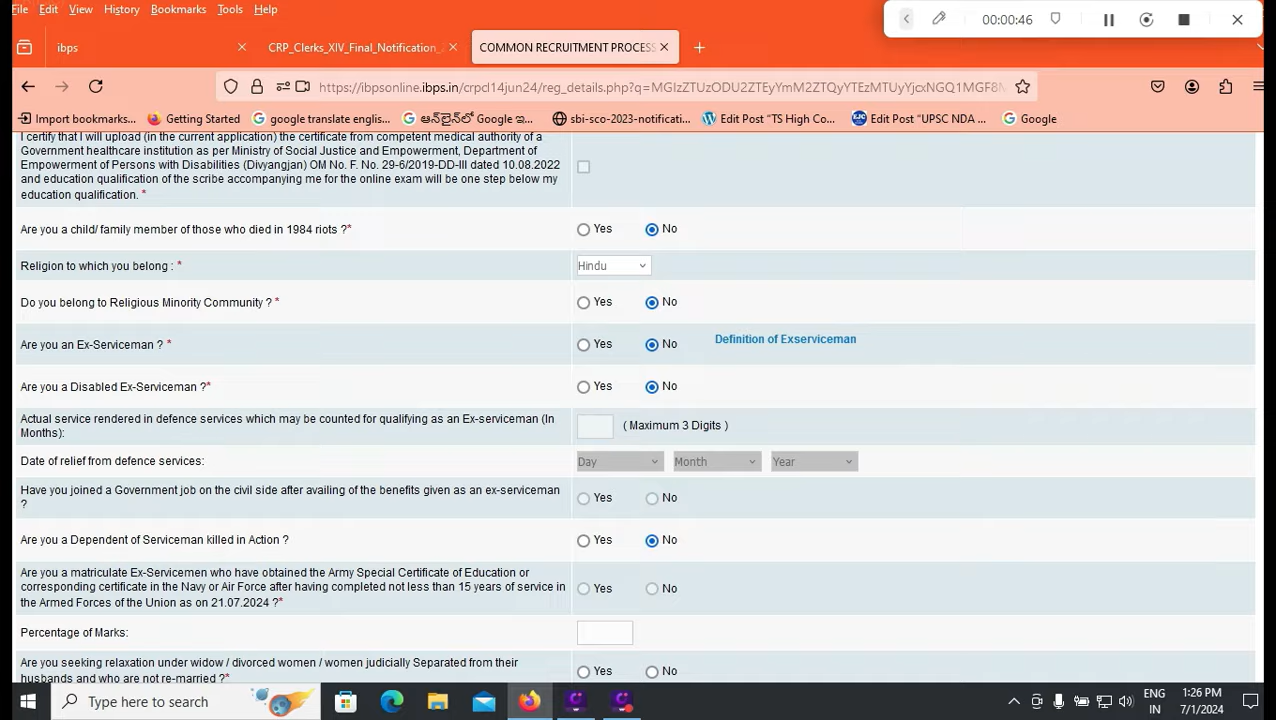 File Edit View History Bookmarks Tools Help
00:00:46
ibps
CRP_Clerks_XIV_Final_Notification_
COMMON RECRUITMENT PROCESS
https://ibpsonline.ibps.in/crpcl14jun24/reg_details.php?q=
Import bookmarks... Getting Started google translate englis... ఆన్‌లైన్‌లో Google ఇ... sbi-sco-2023-notificati... Edit Post “TS High Co... Edit Post “UPSC NDA ... Google
I certify that I will upload (in the current application) the certificate from competent medical authority of a
Government healthcare institution as per Ministry of Social Justice and Empowerment, Department of
Empowerment of Persons with Disabilities (Divyangjan) OM No. F. No. 29-6/2019-DD-III dated 10.08.2022
and education qualification of the scribe accompanying me for the online exam will be one step below my
education qualification. *
Are you a child/ family member of those who died in 1984 riots ?* Yes No
Religion to which you belong : * Hindu
Do you belong to Religious Minority Community ? * Yes No
Are you an Ex-Serviceman ? * Yes No Definition of Exserviceman
Are you a Disabled Ex-Serviceman ?* Yes No
Actual service rendered in defence services which may be counted for qualifying as an Ex-serviceman (In
Months): ( Maximum 3 Digits )
Date of relief from defence services: Day Month Year
Have you joined a Government job on the civil side after availing of the benefits given as an ex-serviceman
? Yes No
Are you a Dependent of Serviceman killed in Action ? Yes No
Are you a matriculate Ex-Servicemen who have obtained the Army Special Certificate of Education or
corresponding certificate in the Navy or Air Force after having completed not less than 15 years of service in
the Armed Forces of the Union as on 21.07.2024 ?* Yes No
Percentage of Marks:
Are you seeking relaxation under widow / divorced women / women judicially Separated from their
husbands and who are not re-married ?* Yes No
Type here to search
ENG
IN
1:26 PM
7/1/2024